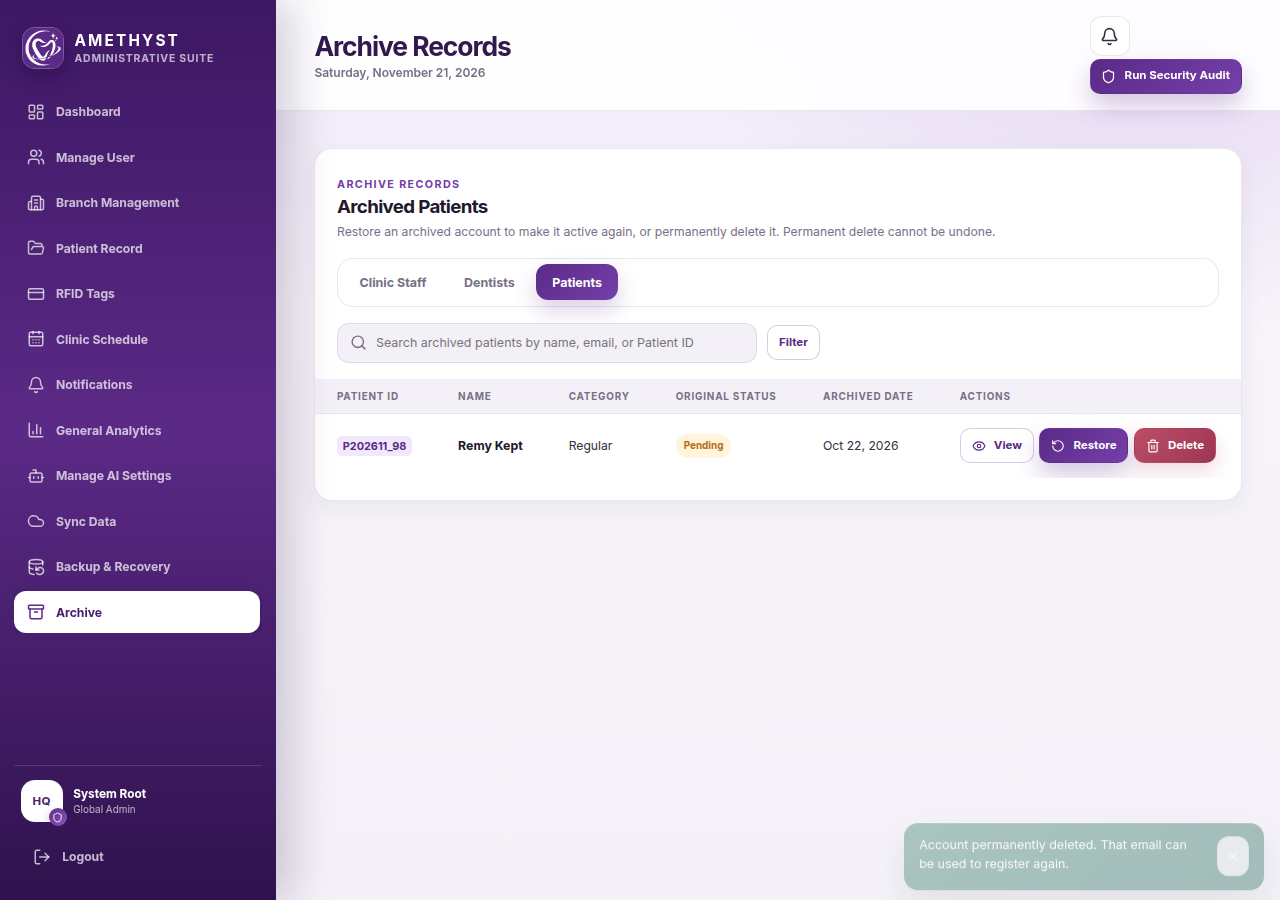 AMETHYST
ADMINISTRATIVE SUITE
Dashboard
Manage User
Branch Management
Patient Record
RFID Tags
Clinic Schedule
Notifications
General Analytics
Manage AI Settings
Sync Data
Backup & Recovery
Archive
HQ
System Root
Global Admin
Logout
Archive Records
Saturday, November 21, 2026
Run Security Audit
ARCHIVE RECORDS
Archived Patients
Restore an archived account to make it active again, or permanently delete it. Permanent delete cannot be undone.
Clinic Staff Dentists Patients
Search archived patients by name, email, or Patient ID Filter
PATIENT ID NAME CATEGORY ORIGINAL STATUS ARCHIVED DATE ACTIONS
P202611_98 Remy Kept Regular Pending Oct 22, 2026 View Restore Delete
Account permanently deleted. That email can
be used to register again.